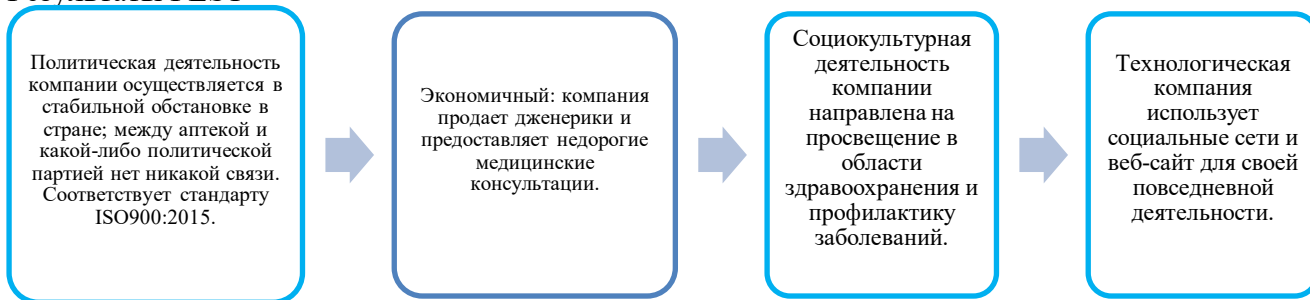 Политическая деятельность
компании осуществляется в
стабильной обстановке в
стране; между аптекой и
какой-либо политической
партией нет никакой связи.
Соответствует стандарту
ISO900:2015.
Экономичный: компания
продает дженерики и
предоставляет недорогие
медицинские
консультации.
Социокультурная
деятельность
компании
направлена на
просвещение в
области
здравоохранения и
профилактику
заболеваний.
Технологическая
компания
использует
социальные сети и
веб-сайт для своей
повседневной
деятельности.